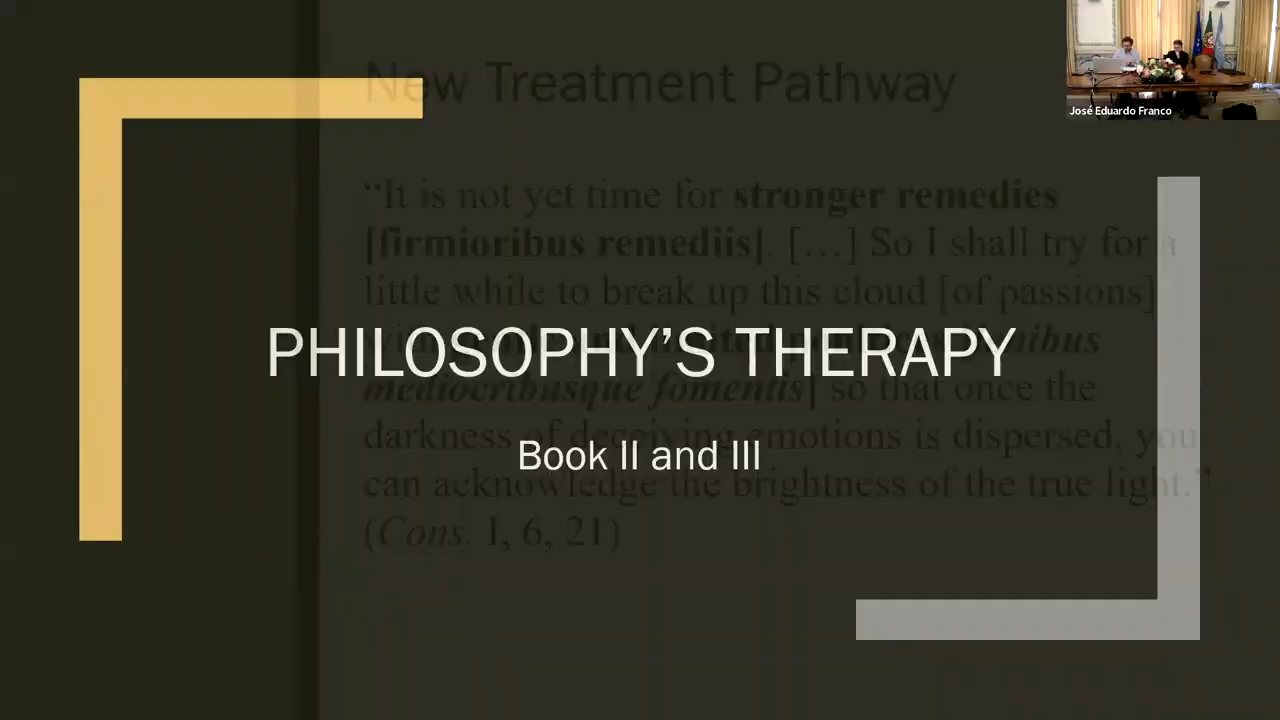 José Eduardo Franco
New Treatment Pathway
“It is not yet time for stronger remedies
[firmioribus remediis]. […] So I shall try for a
little while to break up this cloud [of passions]
PHILOSOPHY’S THERAPY
mediocribusque fomentis] so that once the
darkness of deceiving emotions is dispersed, you
Book II and III
can acknowledge the brightness of the true light.”
(Cons. I, 6, 21)